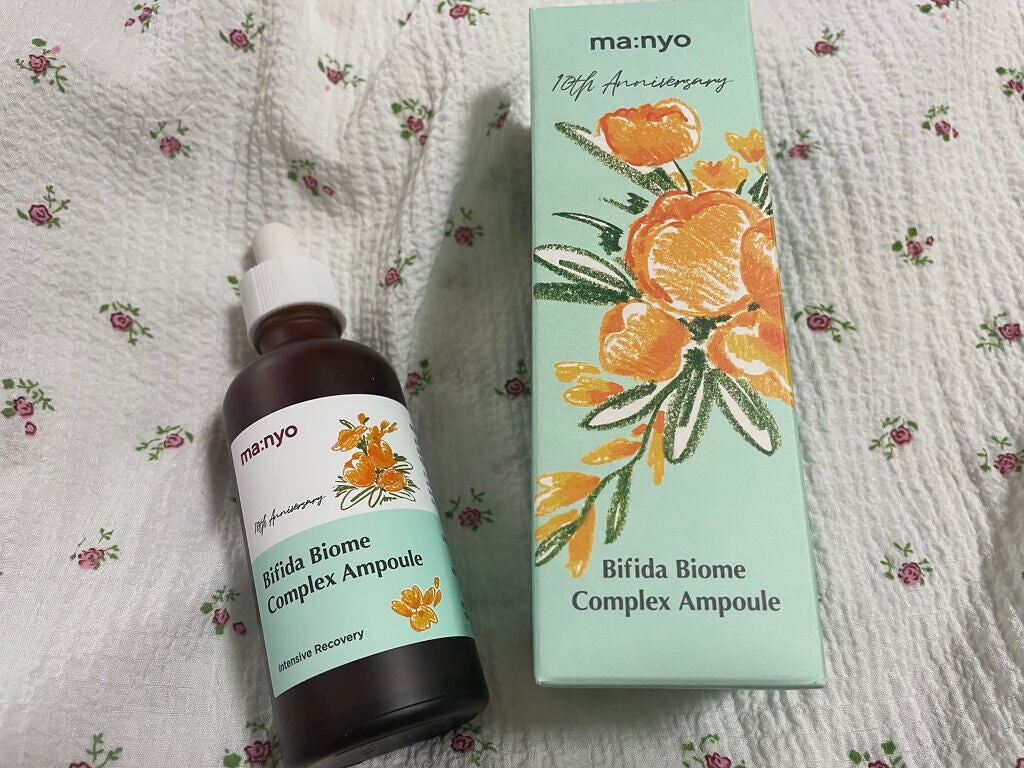 ma:nyo
10th Anniversary
Bifida Biome
Complex Ampoule
Intensive Recovery
ma:nyo
10th Anniversary
Bifida Biome
Complex Ampoule